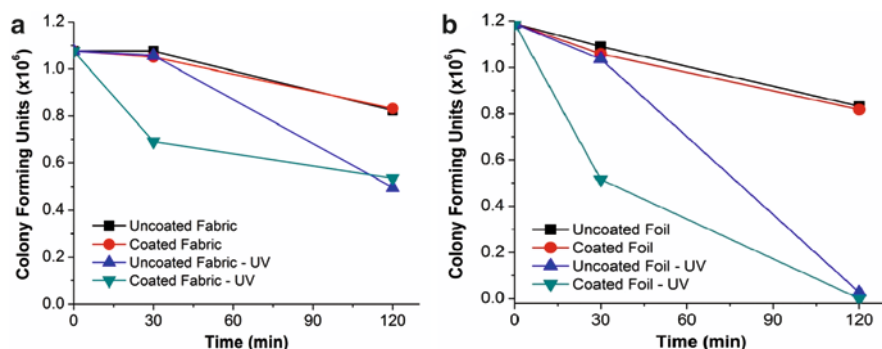 a
Colony Forming Units (x10⁶)
1.2
1.0
0.8
0.6
0.4
0.2
0.0
Uncoated Fabric
Coated Fabric
Uncoated Fabric - UV
Coated Fabric - UV
0
30
60
90
120
Time (min)
b
Colony Forming Units (x10⁶)
1.2
1.0
0.8
0.6
0.4
0.2
0.0
Uncoated Foil
Coated Foil
Uncoated Foil - UV
Coated Foil - UV
0
30
60
90
120
Time (min)